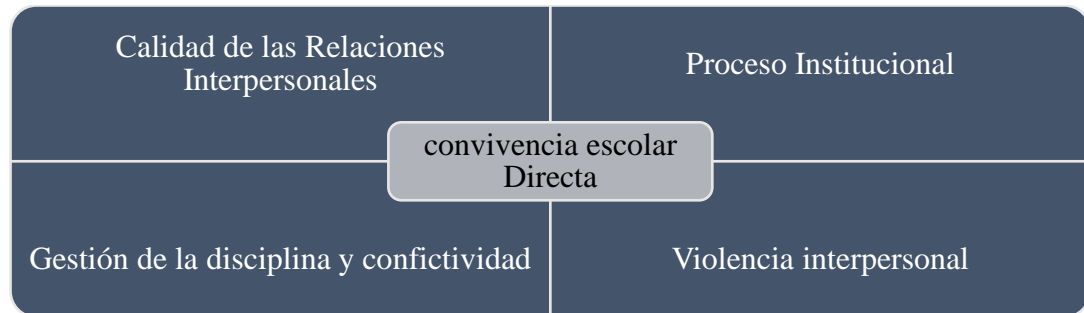 Calidad de las Relaciones
Interpersonales
Proceso Institucional
convivencia escolar
Directa
Gestión de la disciplina y confictividad
Violencia interpersonal